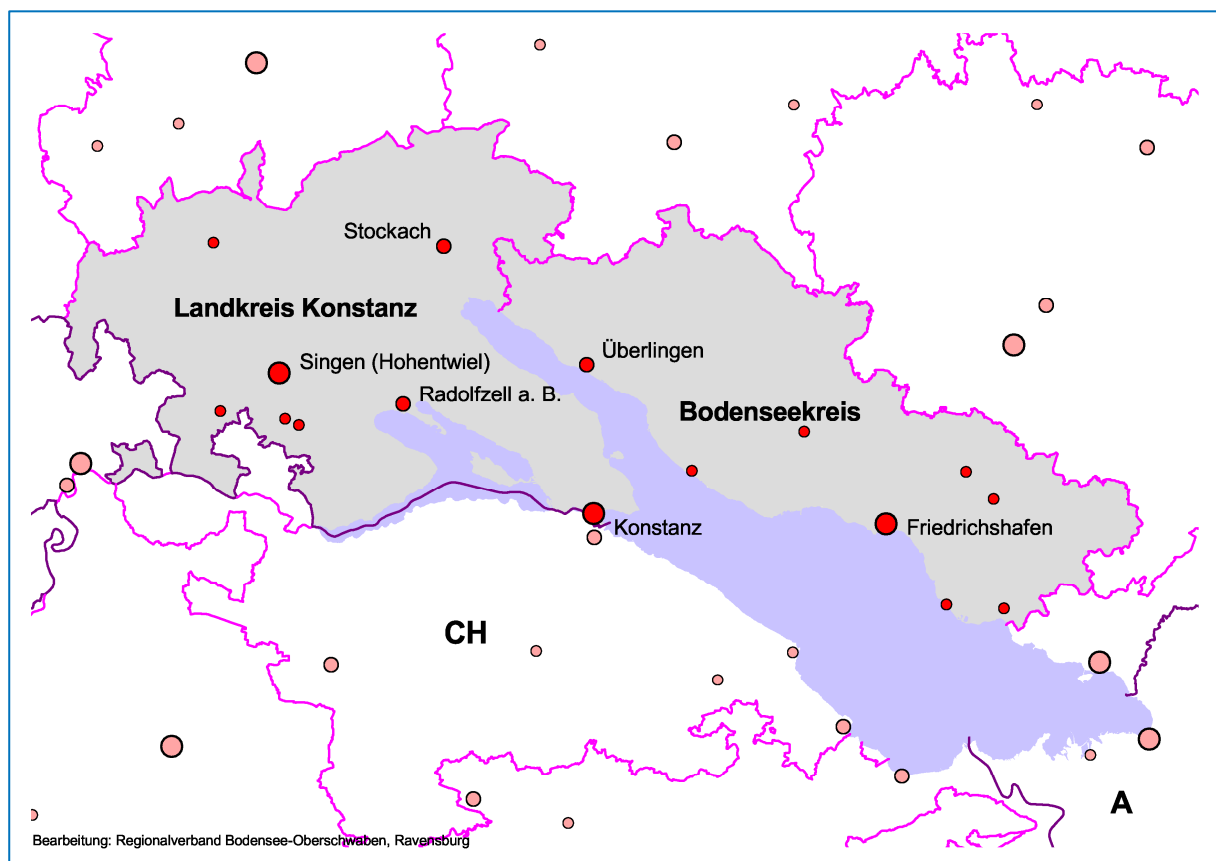 Stockach
Landkreis Konstanz
Singen (Hohentwiel)
Überlingen
Radolfzell a. B.
Bodenseekreis
Konstanz
Friedrichshafen
CH
A
Bearbeitung: Regionalverband Bodensee-Oberschwaben, Ravensburg